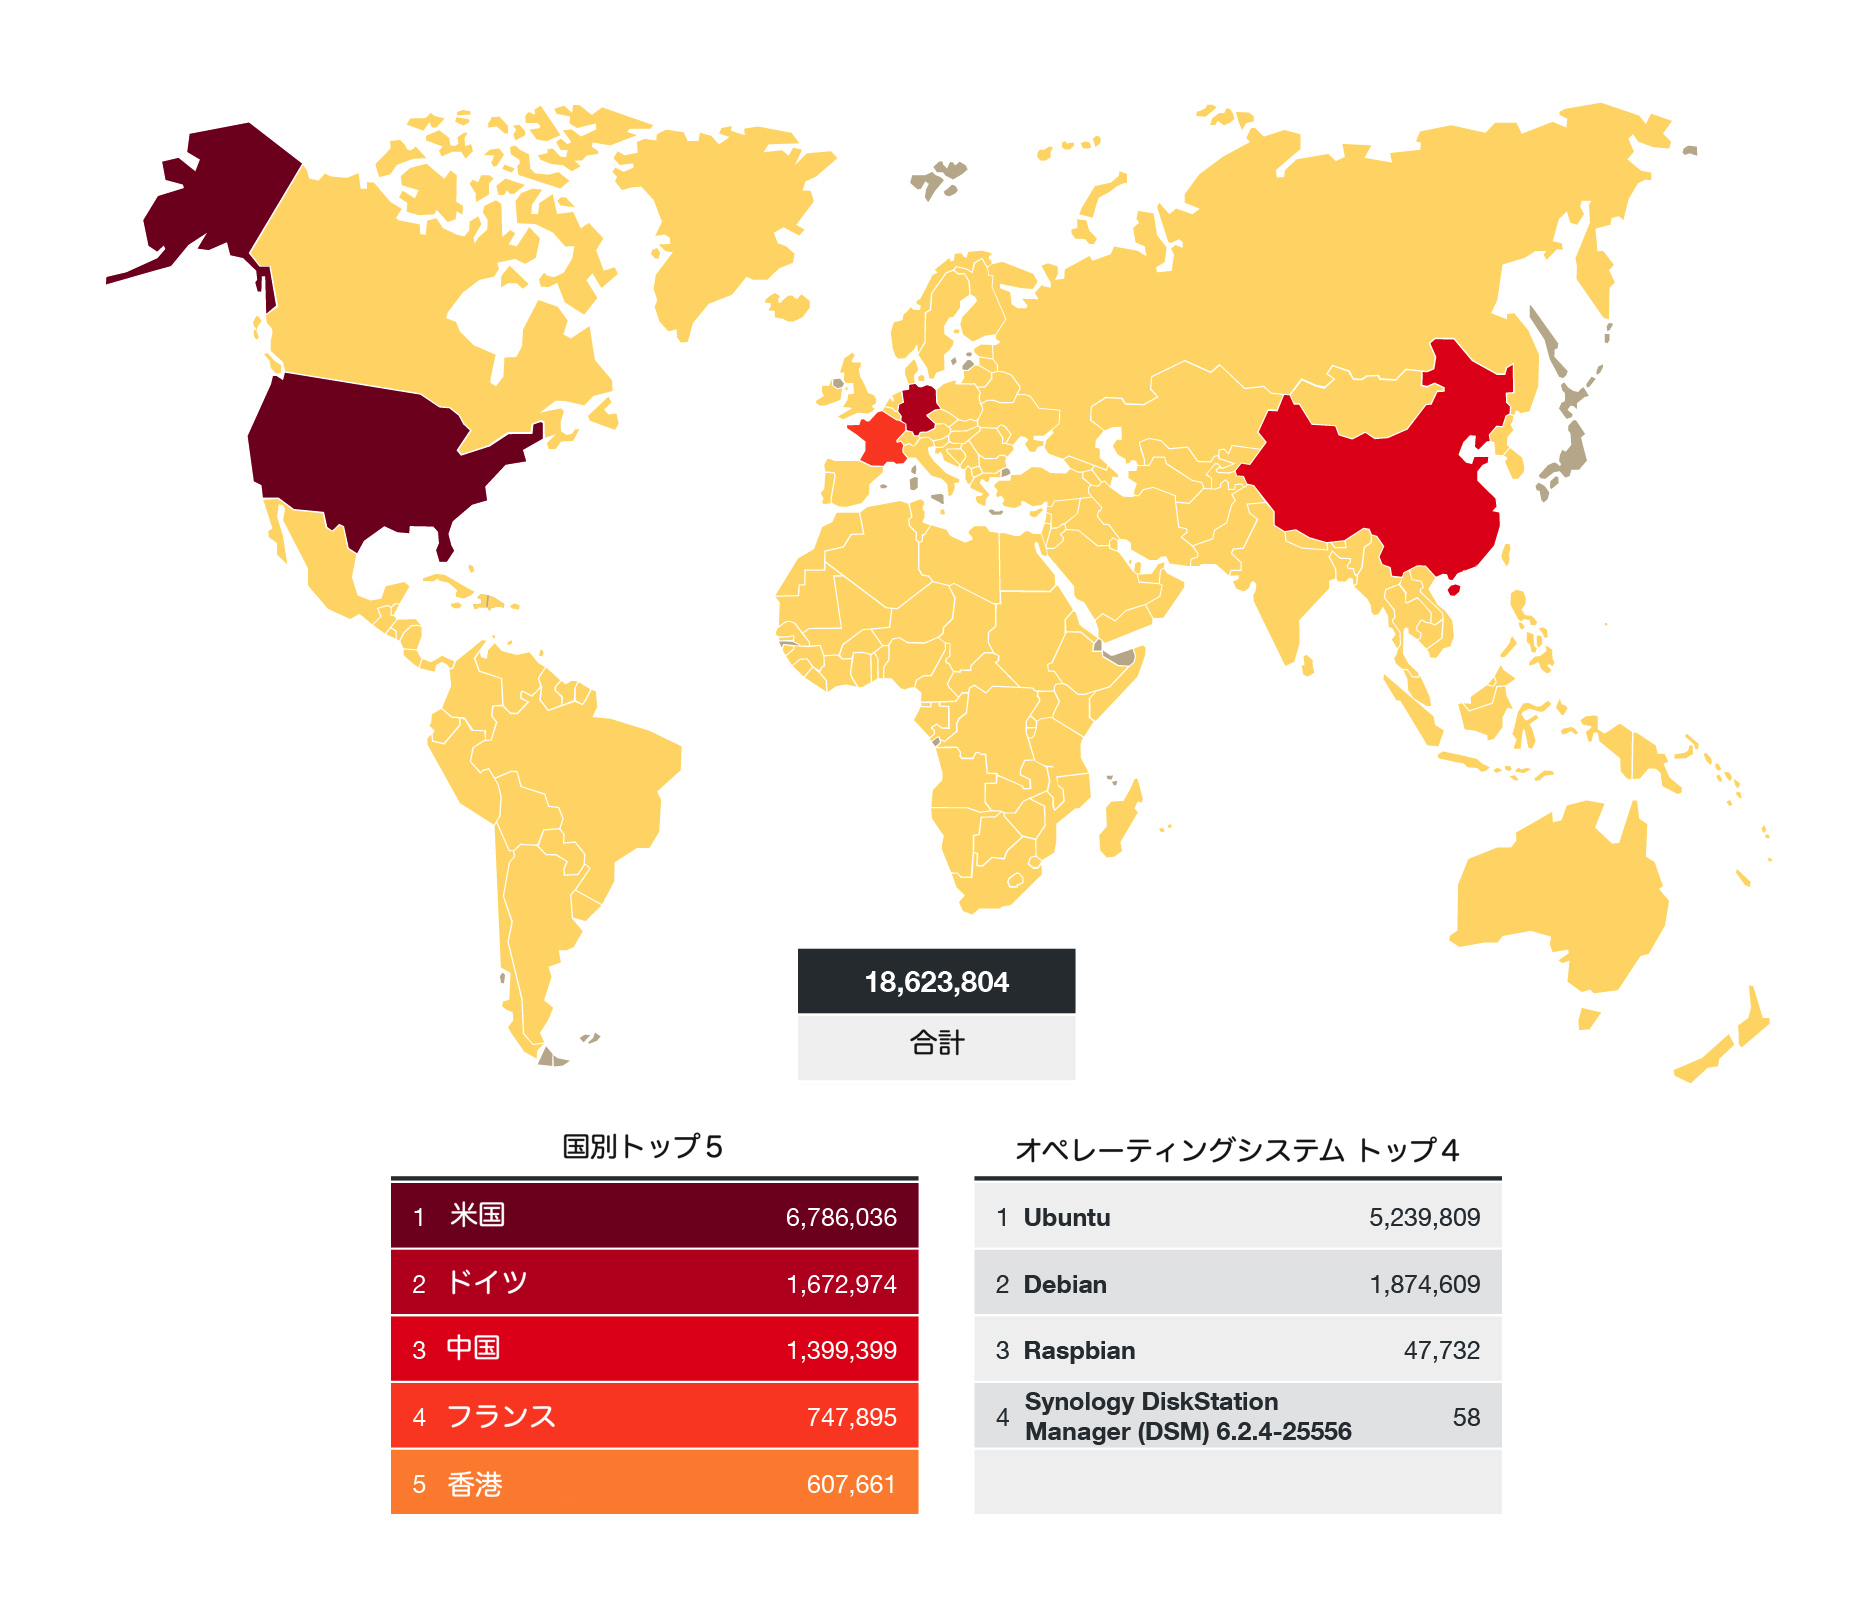 18,623,804
合計
国別トップ5
1 米国 6,786,036
2 ドイツ 1,672,974
3 中国 1,399,399
4 フランス 747,895
5 香港 607,661
オペレーティングシステム トップ4
1 Ubuntu 5,239,809
2 Debian 1,874,609
3 Raspbian 47,732
4 Synology DiskStation
Manager (DSM) 6.2.4-25556 58